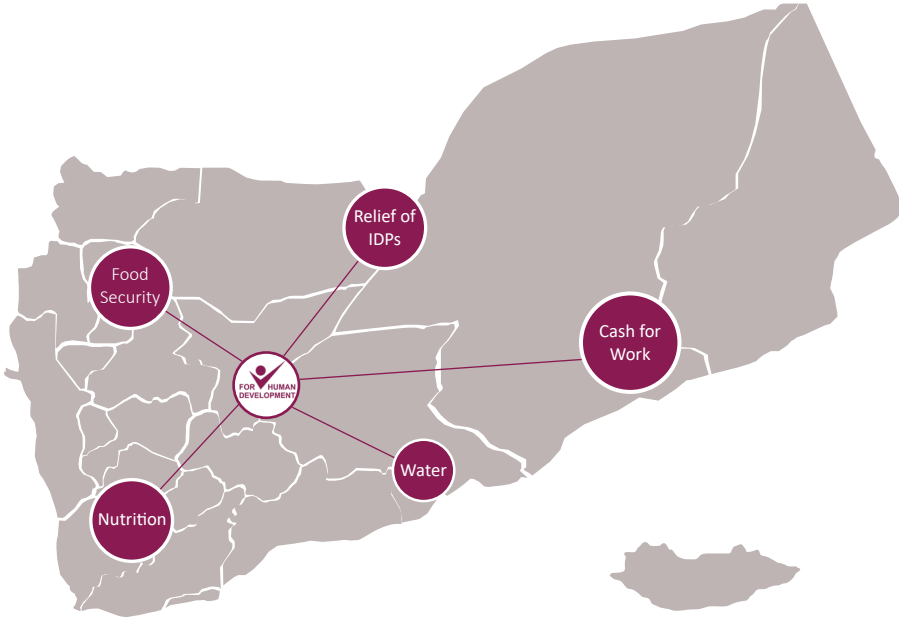 Relief of
IDPs
Food
Security
Cash for
Work
FOR HUMAN
DEVELOPMENT
Water
Nutrition